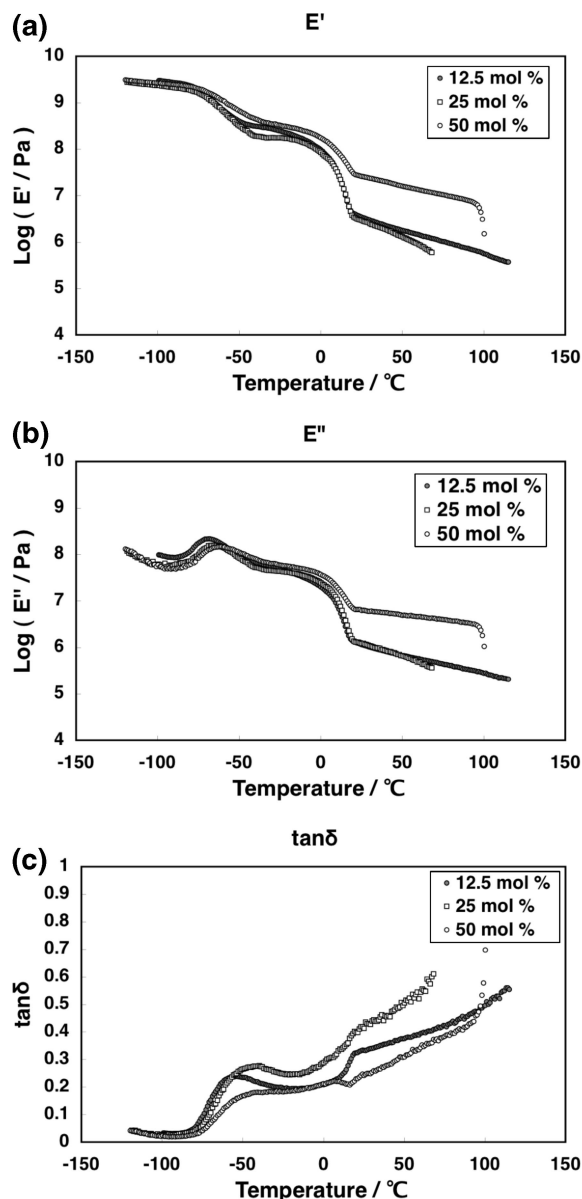 (a)
E'
Log ( E' / Pa)
10
9
8
7
6
5
4
12.5 mol %
25 mol %
50 mol %
-150 -100 -50 0 50 100 150
Temperature / ℃
(b)
E"
Log ( E" / Pa)
10
9
8
7
6
5
4
12.5 mol %
25 mol %
50 mol %
-150 -100 -50 0 50 100 150
Temperature / ℃
(c)
tanδ
tanδ
1
0.9
0.8
0.7
0.6
0.5
0.4
0.3
0.2
0.1
0
12.5 mol %
25 mol %
50 mol %
-150 -100 -50 0 50 100 150
Temperature / ℃